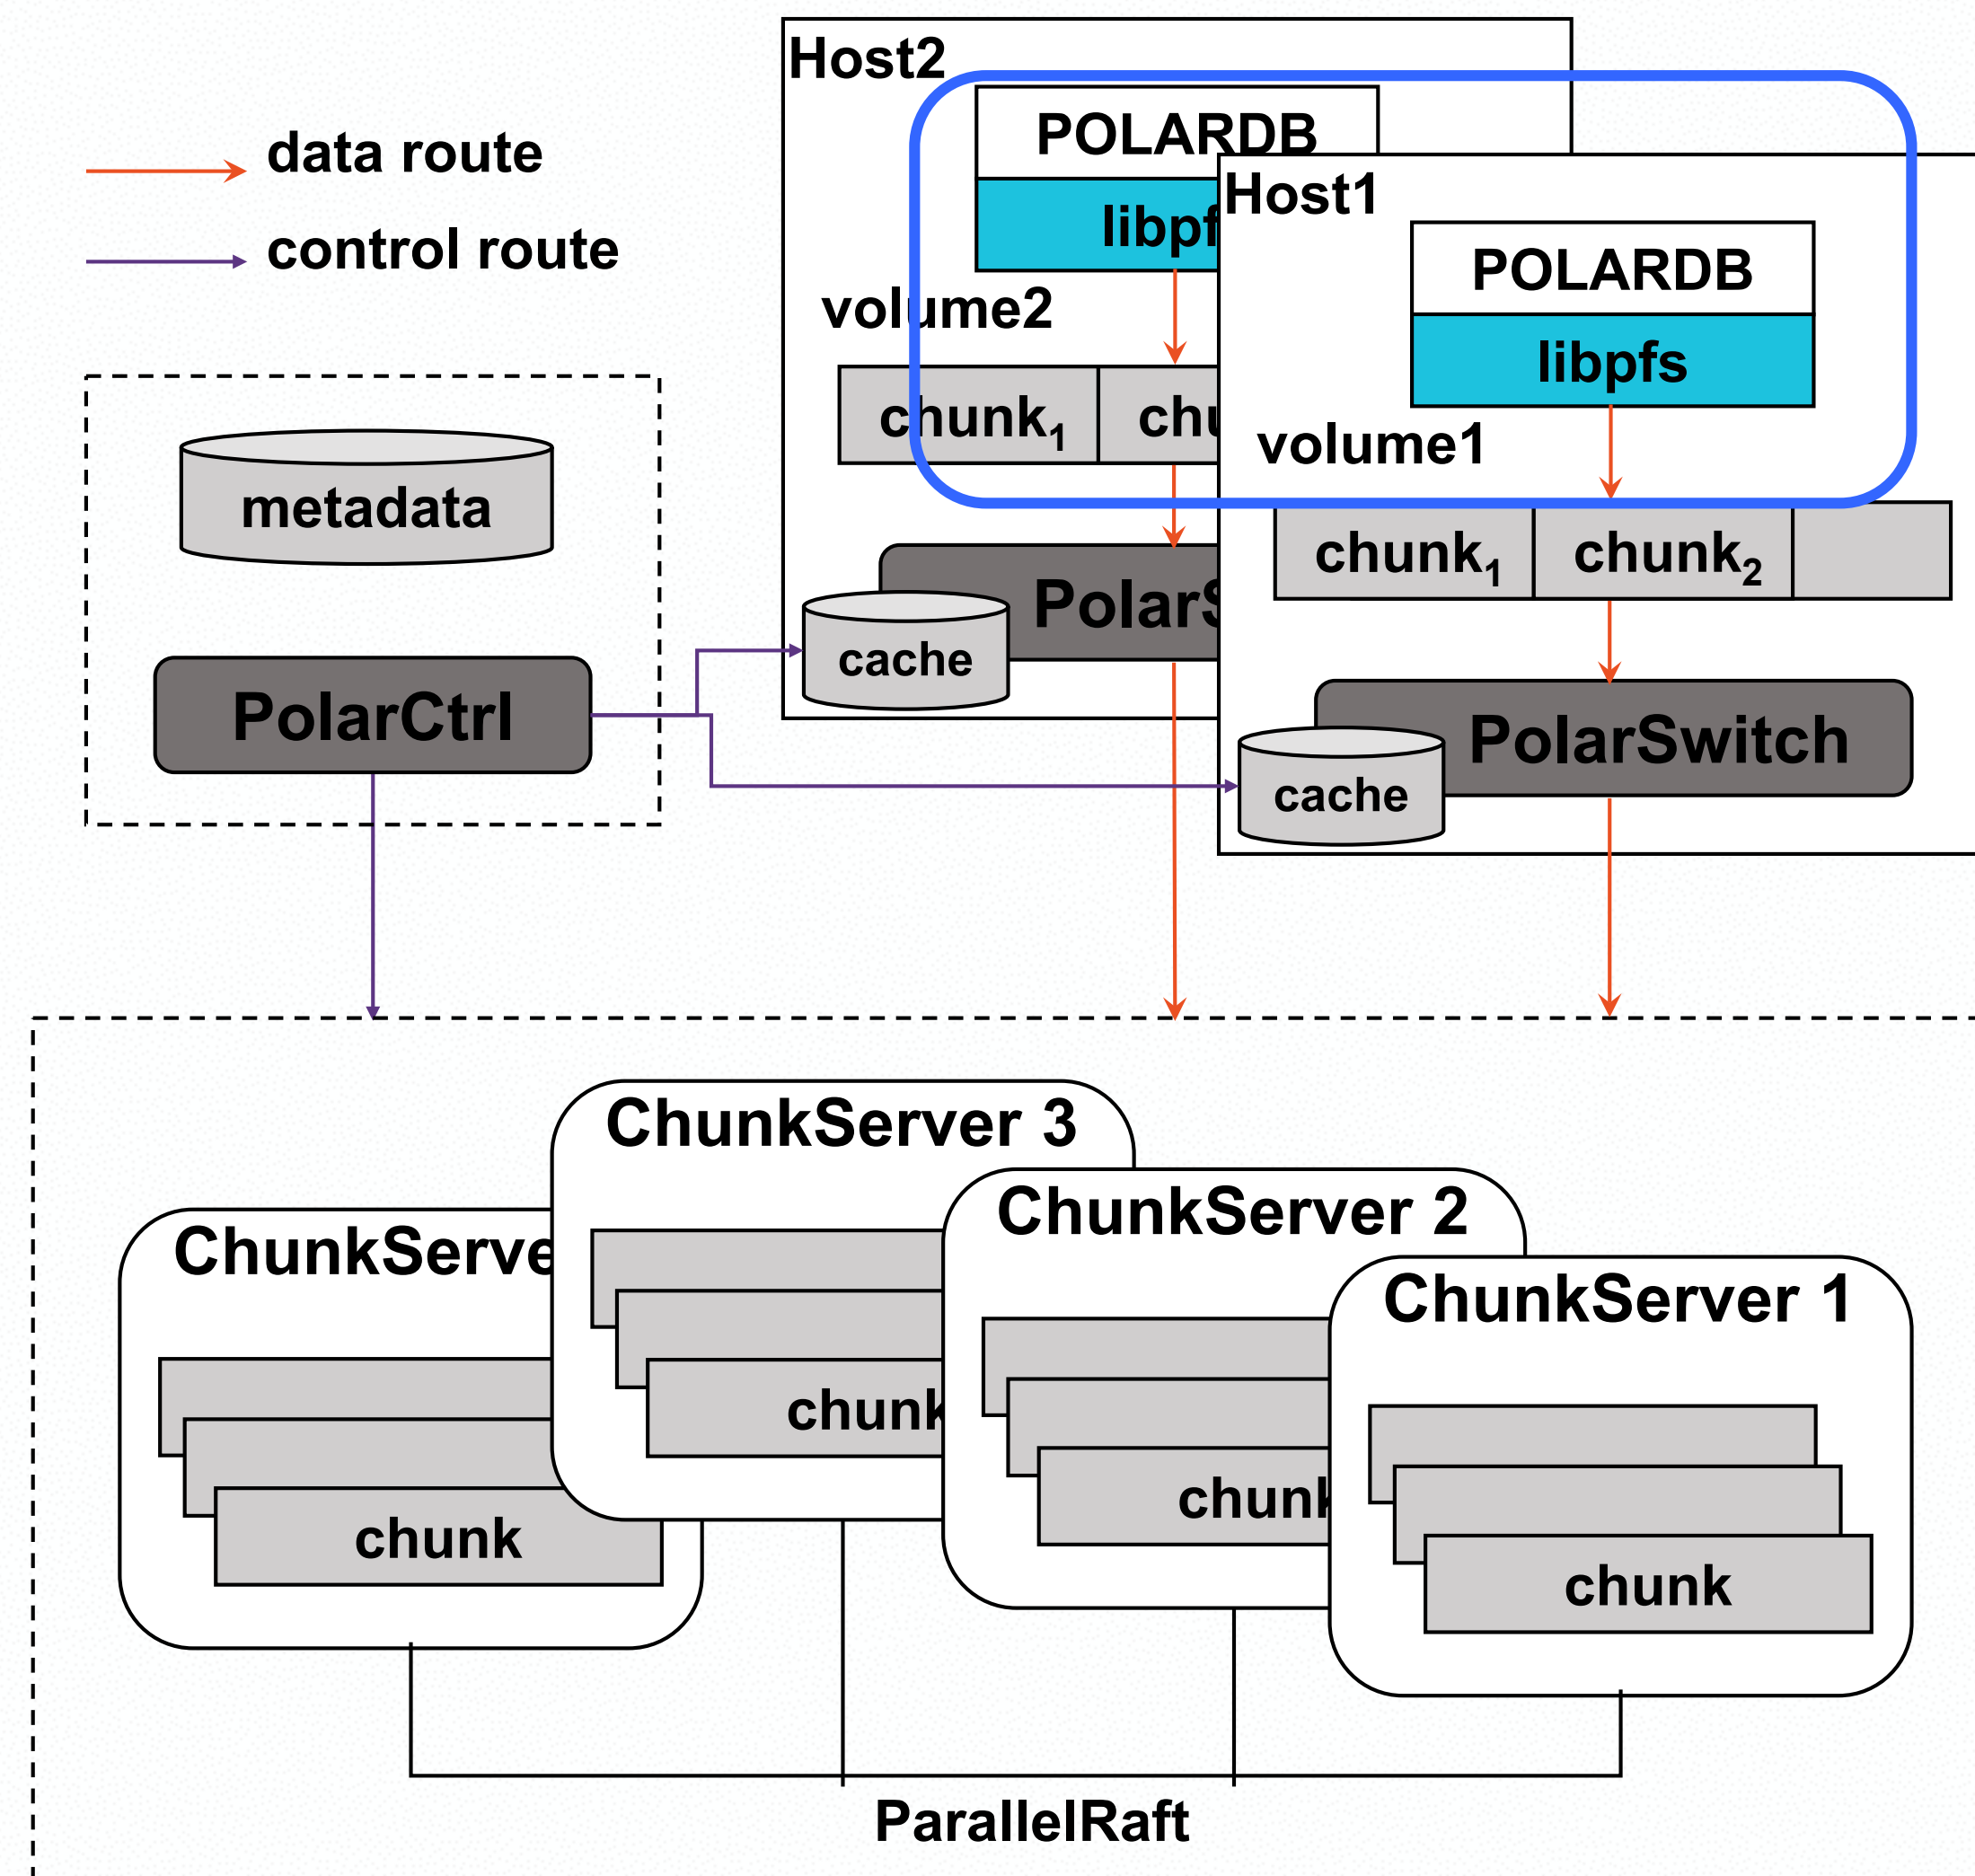 Host2
data route
control route
POLARDB
libpf
volume2
chunk1
chu
PolarS
cache
Host1
POLARDB
libpfs
volume1
chunk1 chunk2
PolarSwitch
cache
metadata
PolarCtrl
ChunkServer 3
chunk
ChunkServer 2
chunk
ChunkServer 1
chunk
ChunkServe
chunk
ParallelRaft